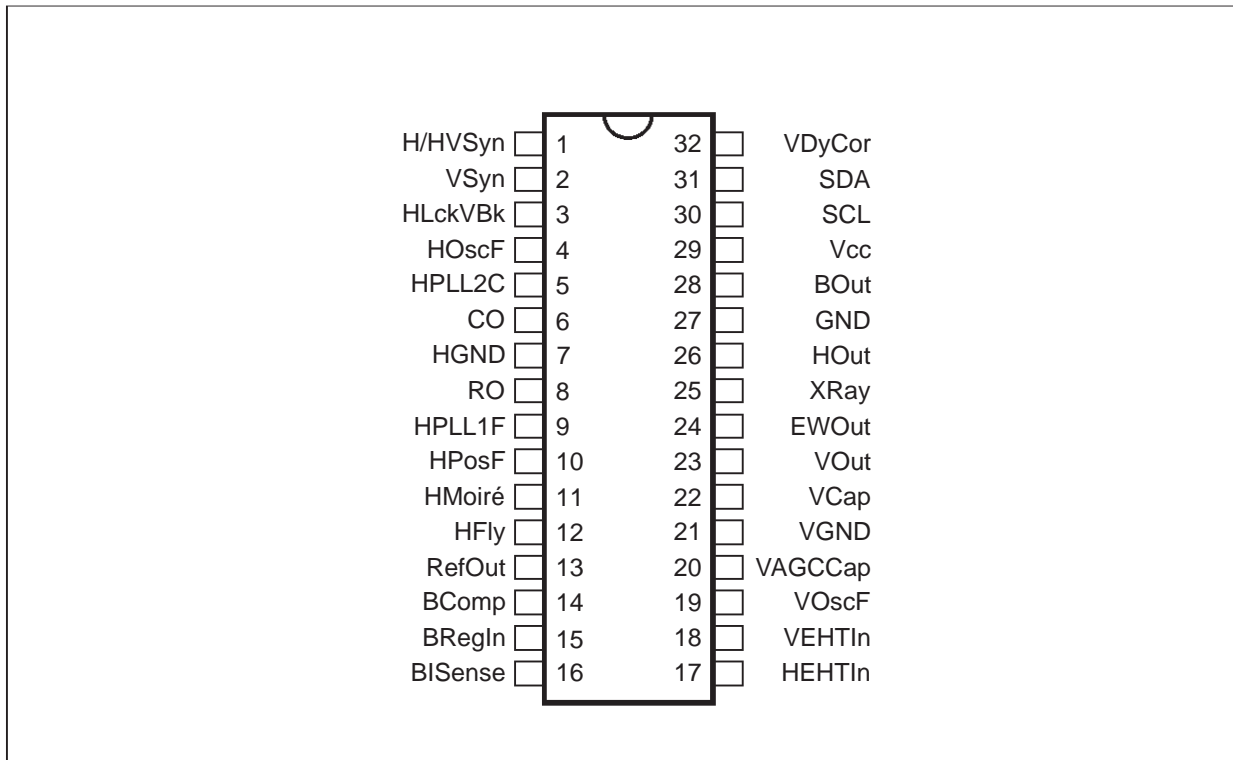 H/HVSyn 1 32 VDyCor
VSyn 2 31 SDA
HLckVBk 3 30 SCL
HOscF 4 29 Vcc
HPLL2C 5 28 BOut
CO 6 27 GND
HGND 7 26 HOut
RO 8 25 XRay
HPLL1F 9 24 EWOut
HPosF 10 23 VOut
HMoiré 11 22 VCap
HFly 12 21 VGND
RefOut 13 20 VAGCCap
BComp 14 19 VOscF
BRegIn 15 18 VEHTIn
BISense 16 17 HEHTIn